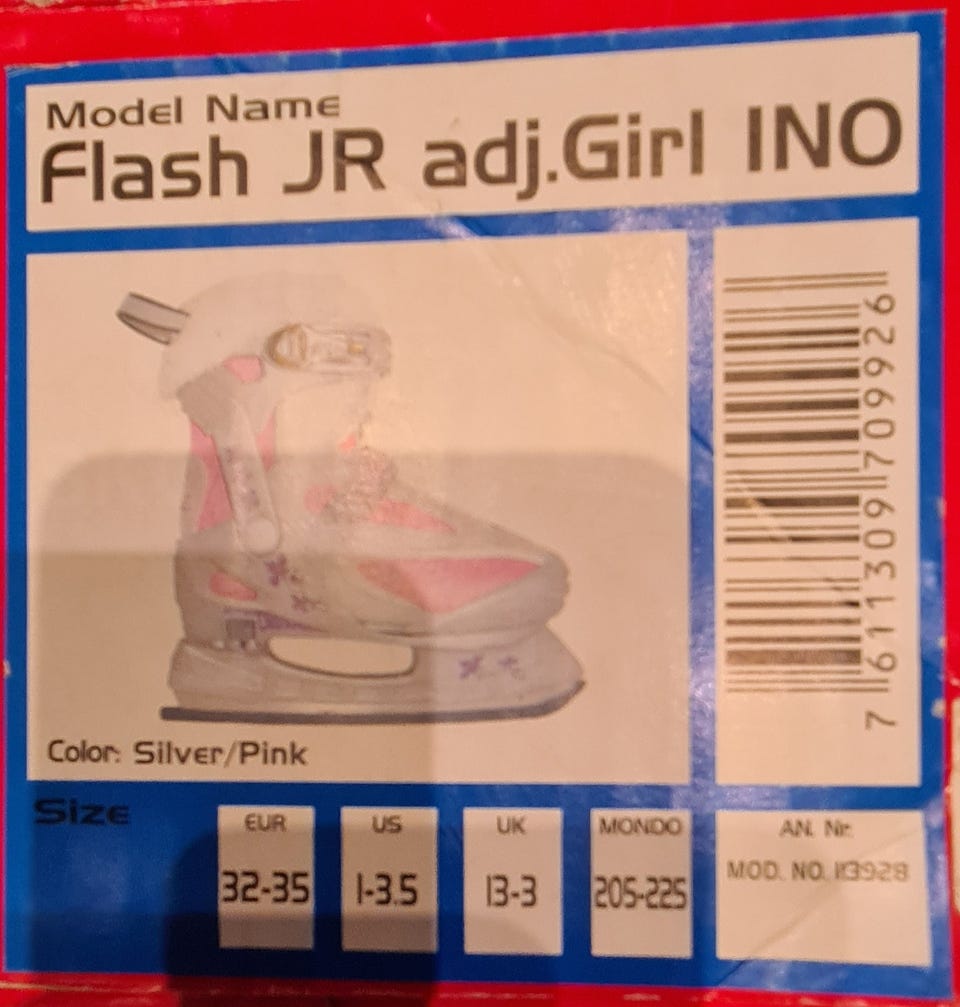 Model Name
Flash JR adj.Girl INO
7 611309 709926
Color: Silver/Pink
Size
EUR
32-35
US
1-3.5
UK
13-3
MONDO
205-225
AN. Nr.
MOD. NO. 113928